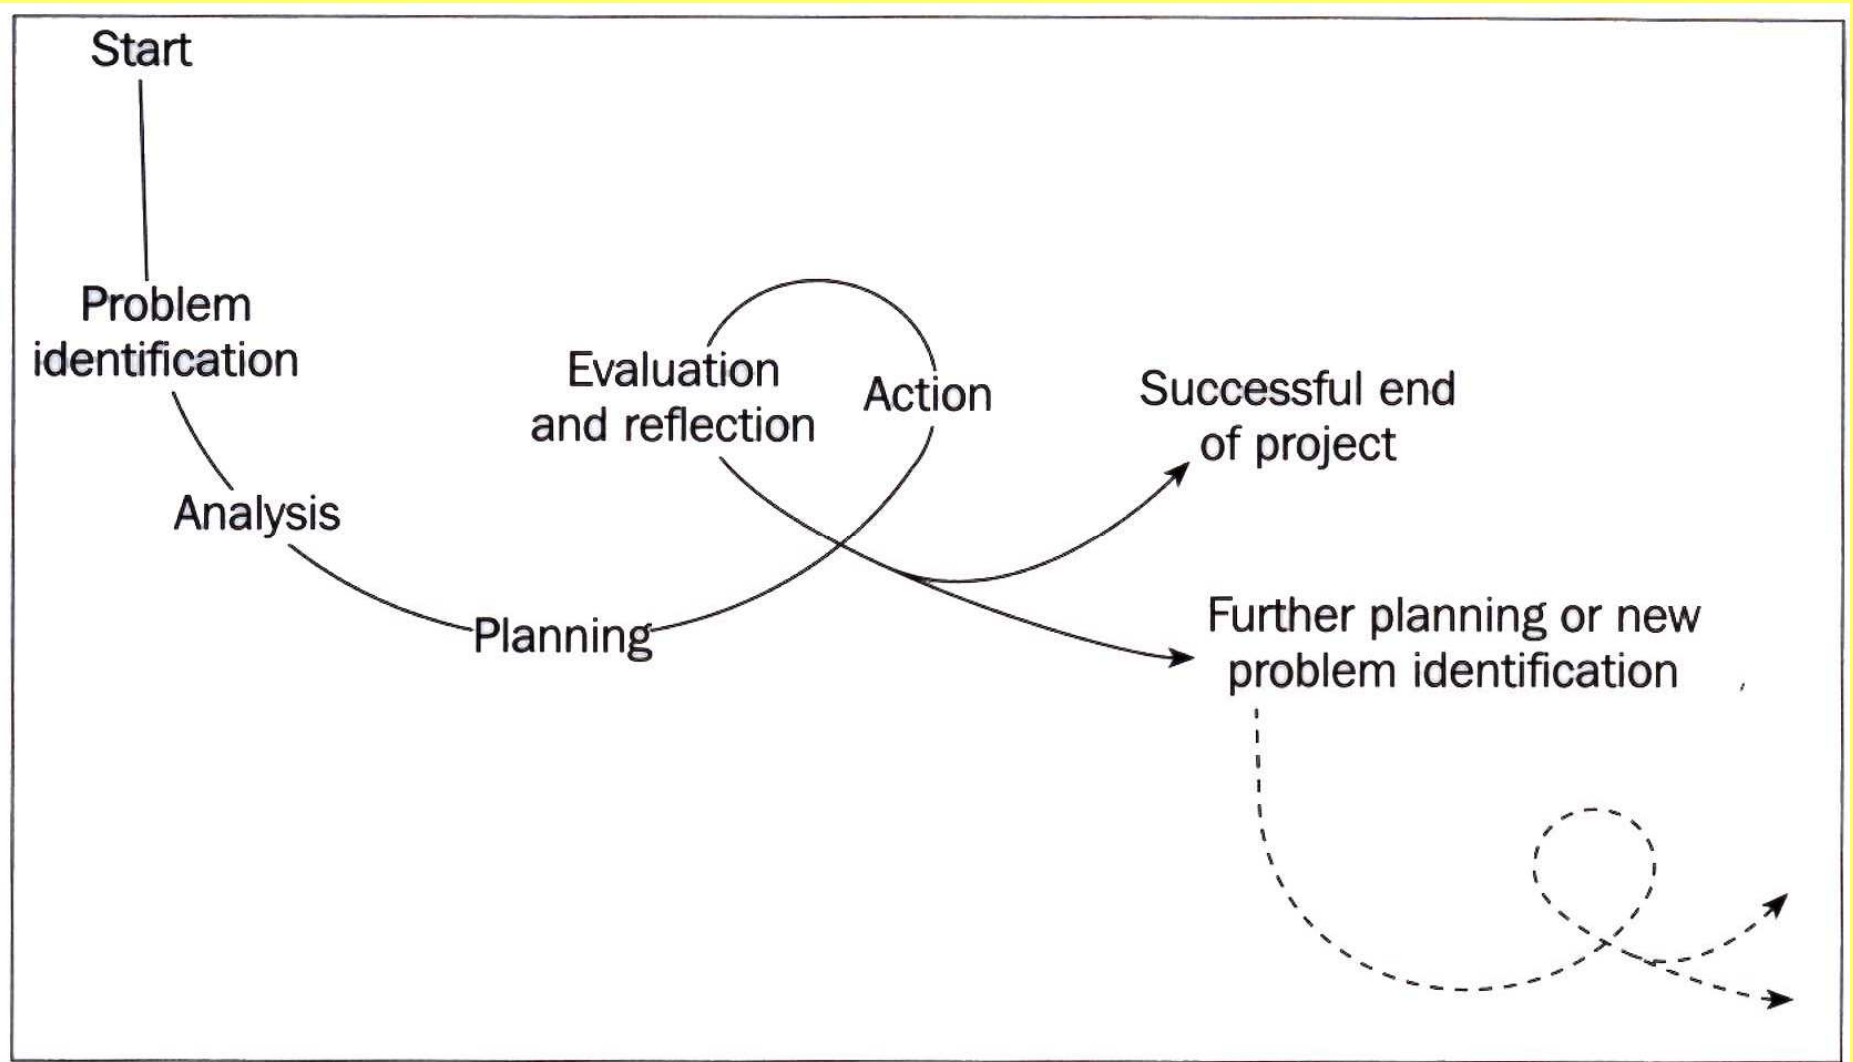 Start
Problem
identification
Analysis
Planning
Evaluation
and reflection
Action
Successful end
of project
Further planning or new
problem identification